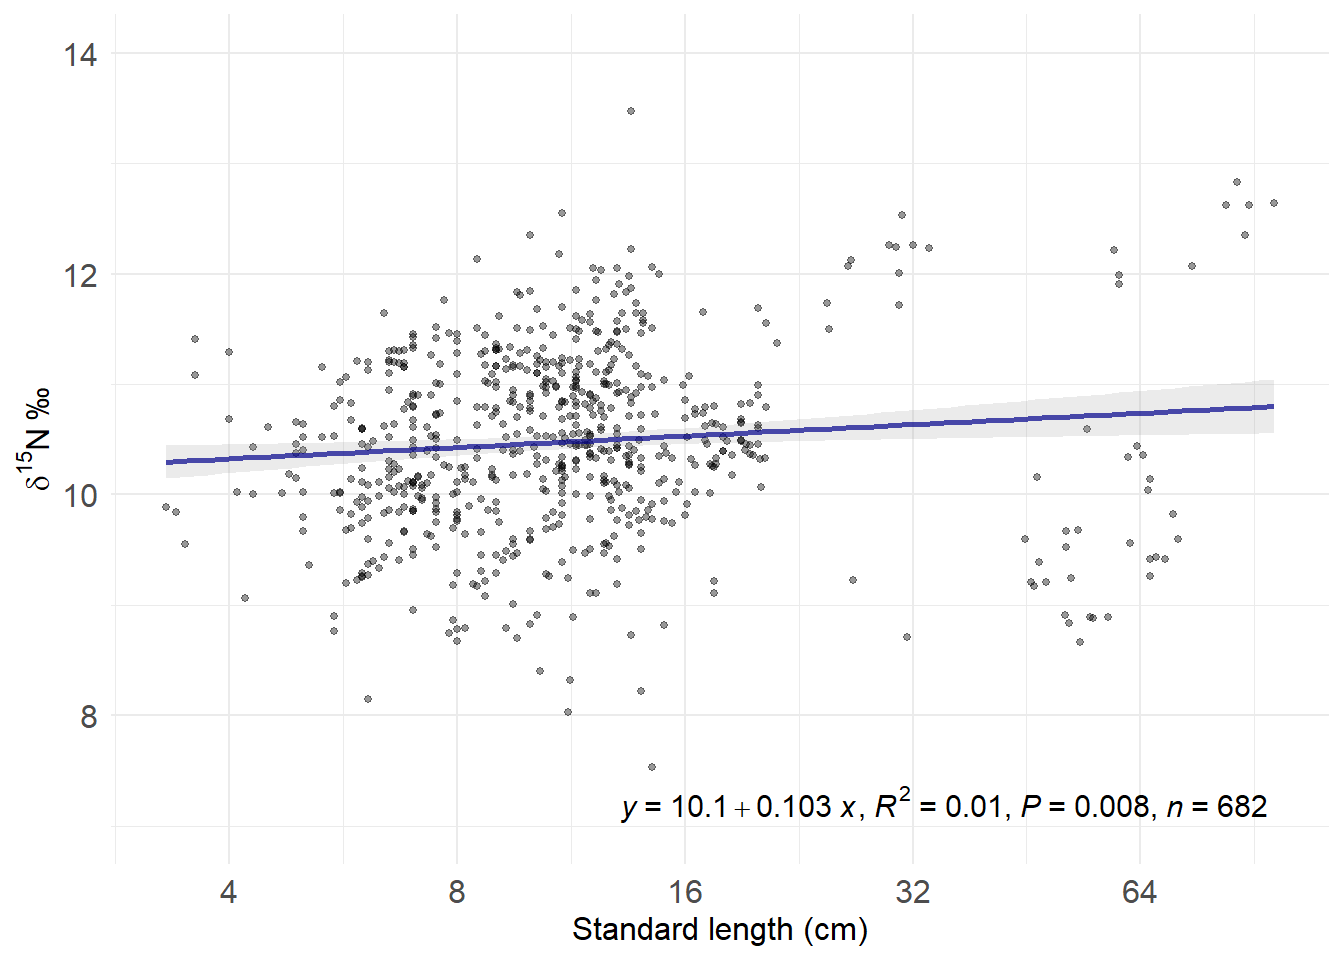 14
12
10
8
δ ¹⁵N ‰
y = 10.1 + 0.103 x, R² = 0.01, P = 0.008, n = 682
4 8 16 32 64
Standard length (cm)